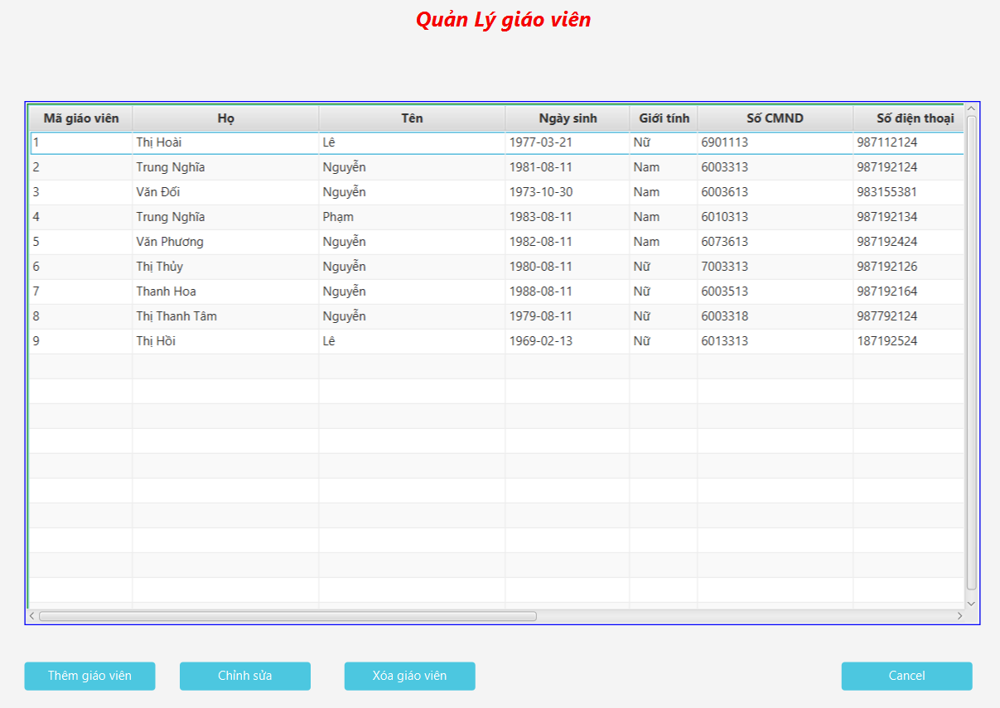 Quản Lý giáo viên
Mã giáo viên Họ Tên Ngày sinh Giới tính Số CMND Số điện thoại
1 Thị Hoài Lê 1977-03-21 Nữ 6901113 987112124
2 Trung Nghĩa Nguyễn 1981-08-11 Nam 6003313 987192124
3 Văn Đối Nguyễn 1973-10-30 Nam 6003613 983155381
4 Trung Nghĩa Phạm 1983-08-11 Nam 6010313 987192134
5 Văn Phương Nguyễn 1982-08-11 Nam 6073613 987192424
6 Thị Thủy Nguyễn 1980-08-11 Nữ 7003313 987192126
7 Thanh Hoa Nguyễn 1988-08-11 Nữ 6003513 987192164
8 Thị Thanh Tâm Nguyễn 1979-08-11 Nữ 6003318 987792124
9 Thị Hồi Lê 1969-02-13 Nữ 6013313 187192524
Thêm giáo viên Chỉnh sửa Xóa giáo viên Cancel